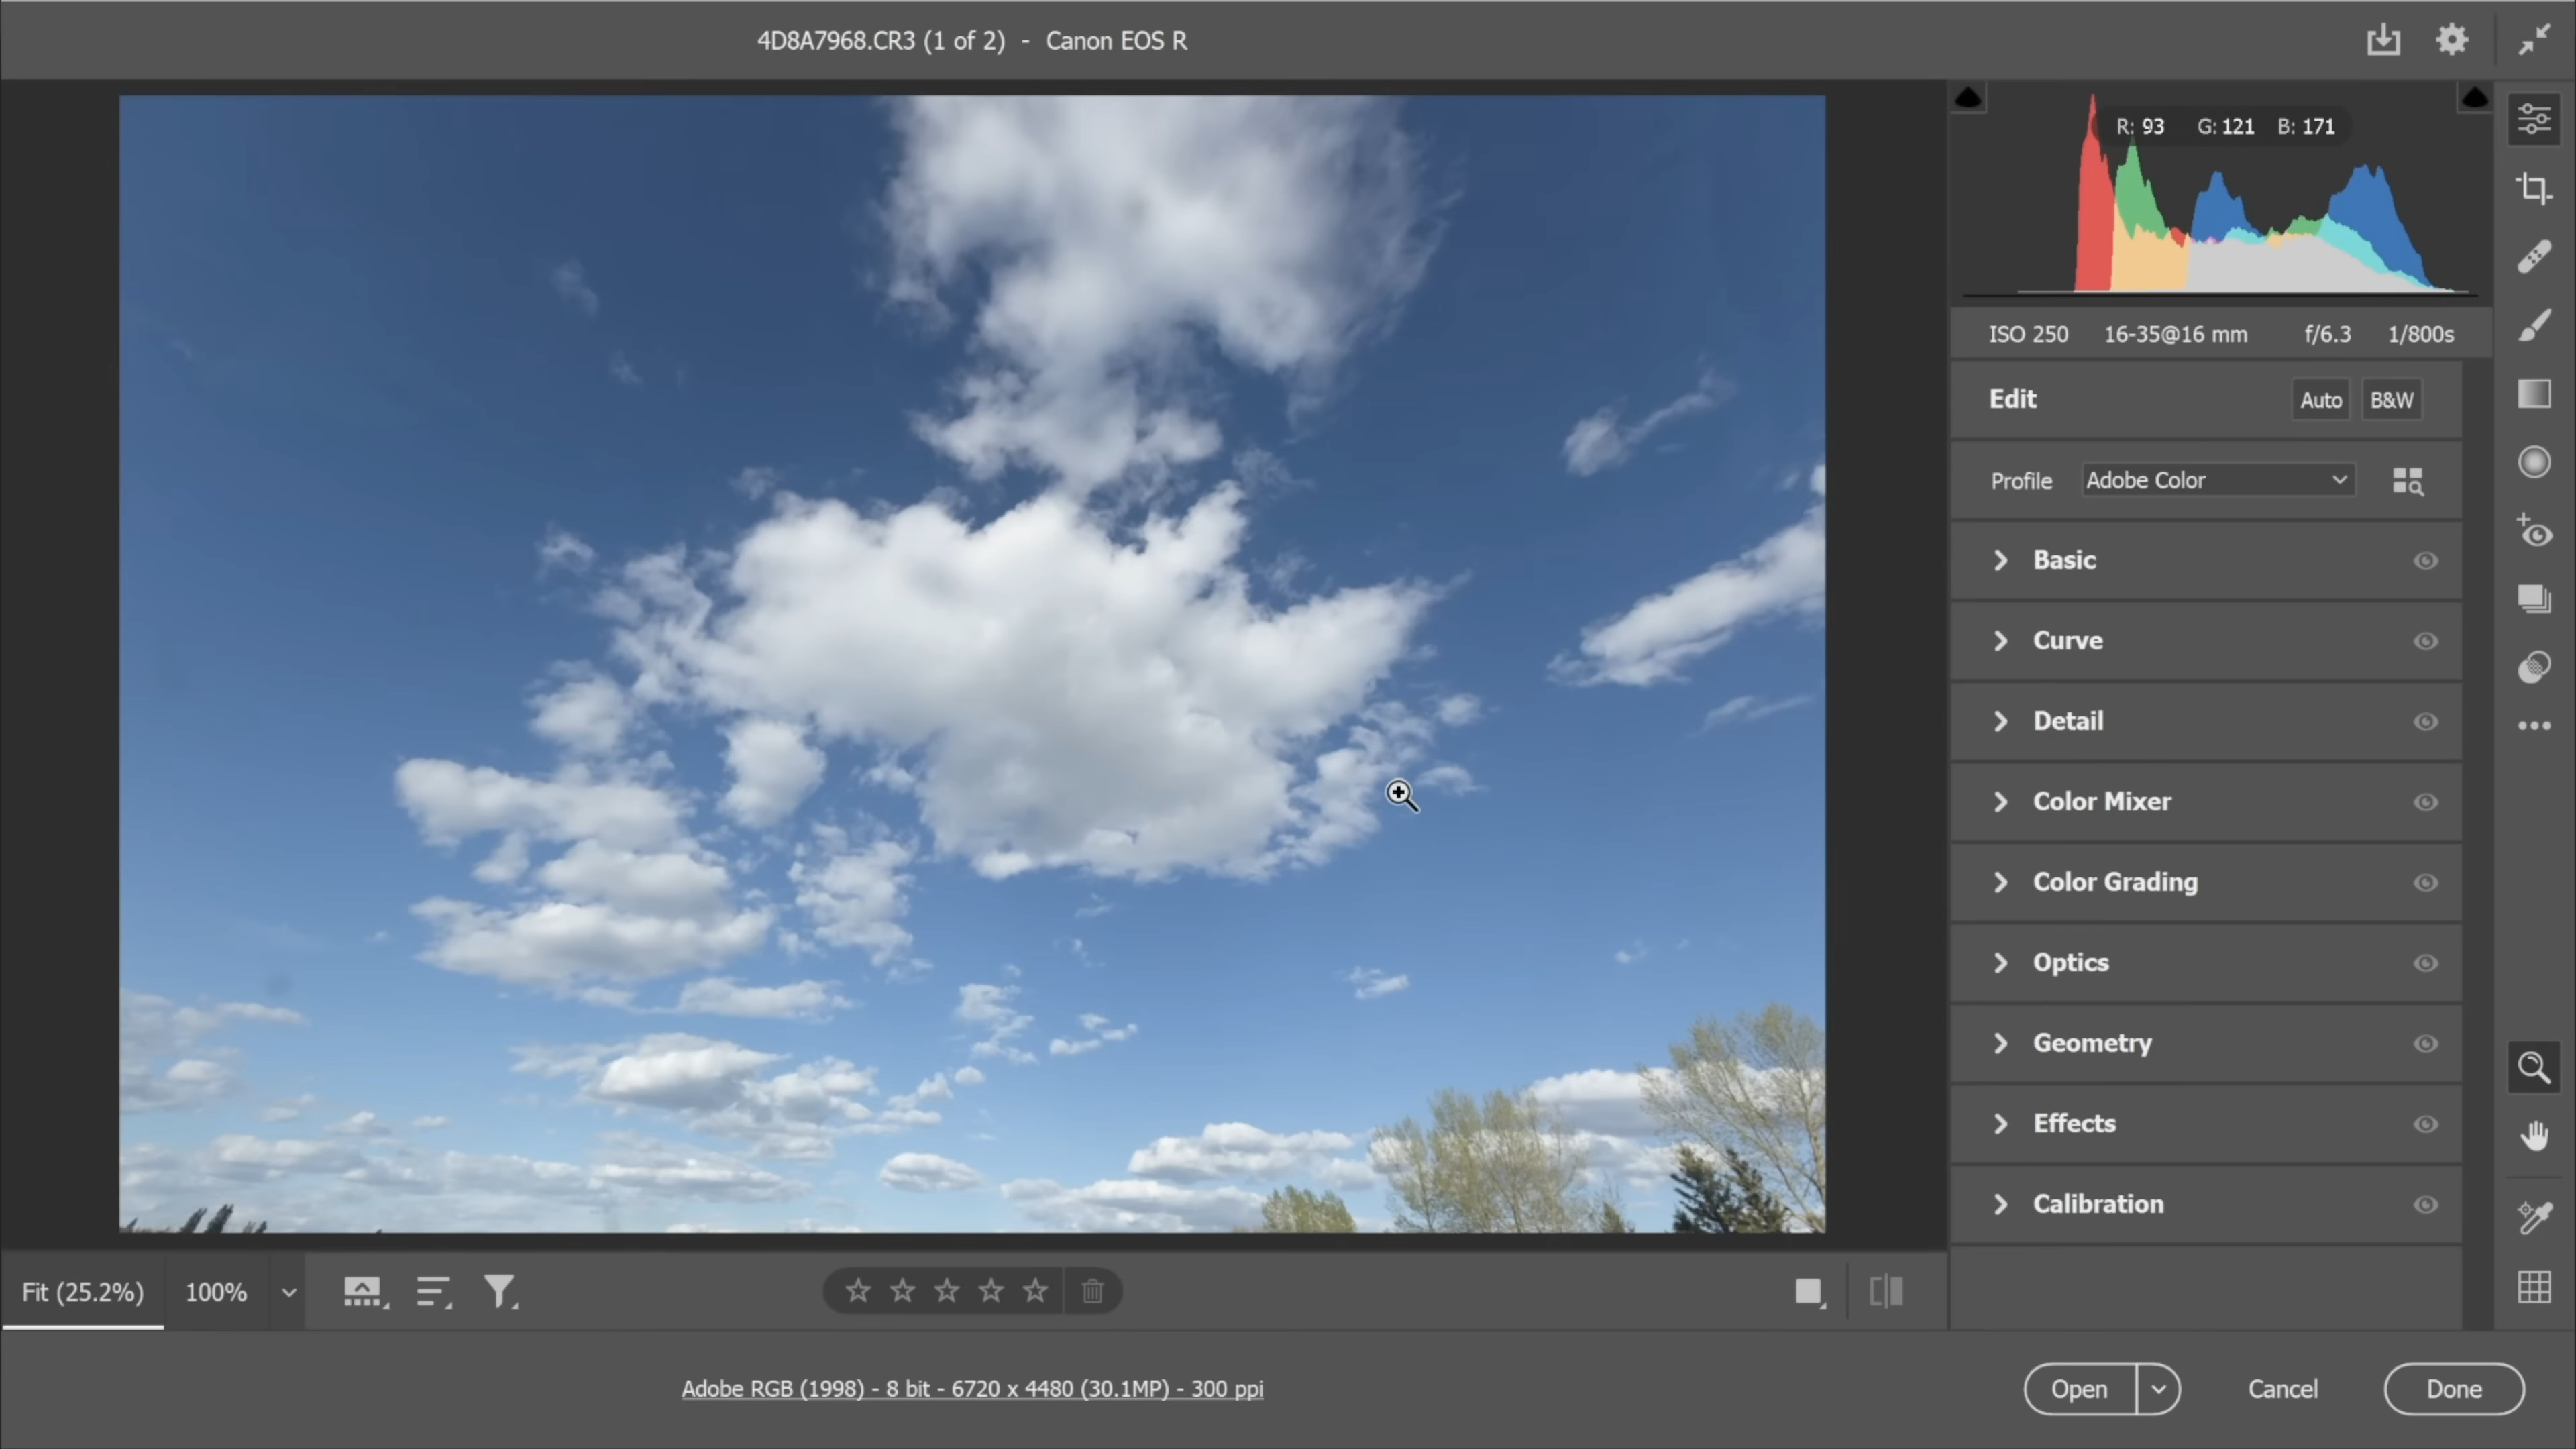 4D8A7968.CR3 (1 of 2) - Canon EOS R
R: 93 G: 121 B: 171
ISO 250 16-35@16 mm f/6.3 1/800s
Edit Auto B&W
Profile Adobe Color
Basic
Curve
Detail
Color Mixer
Color Grading
Optics
Geometry
Effects
Calibration
Fit (25.2%) 100%
Adobe RGB (1998) - 8 bit - 6720 x 4480 (30.1MP) - 300 ppi
Open Cancel Done